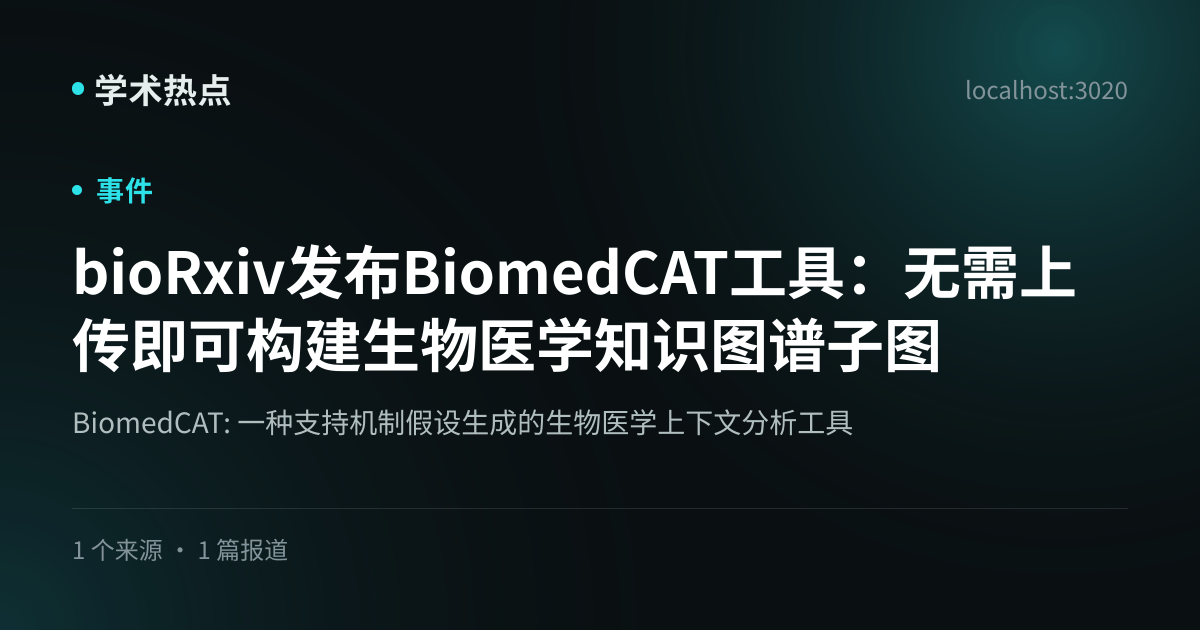 学术热点
localhost:3020
事件
bioRxiv发布BiomedCAT工具：无需上
传即可构建生物医学知识图谱子图
BiomedCAT: 一种支持机制假设生成的生物医学上下文分析工具
1 个来源 · 1 篇报道